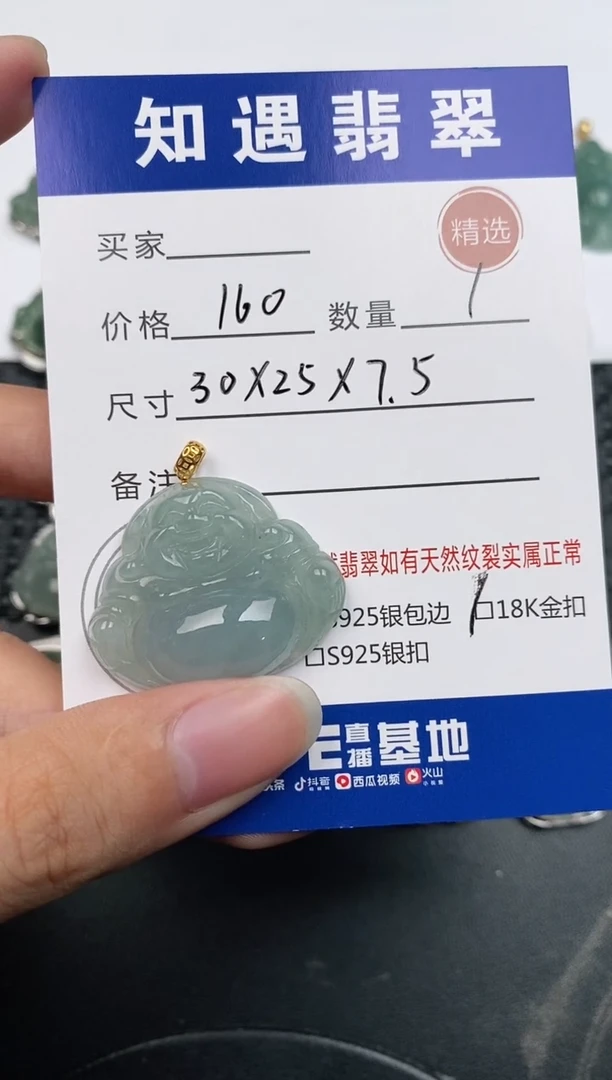 知遇翡翠
精选
买家
价格 160 数量 1
尺寸 30X25X7.5
备注
翡翠如有天然纹裂实属正常
925银包边 口18K金扣
口S925银扣
直播基地
抖音 西瓜视频 火山